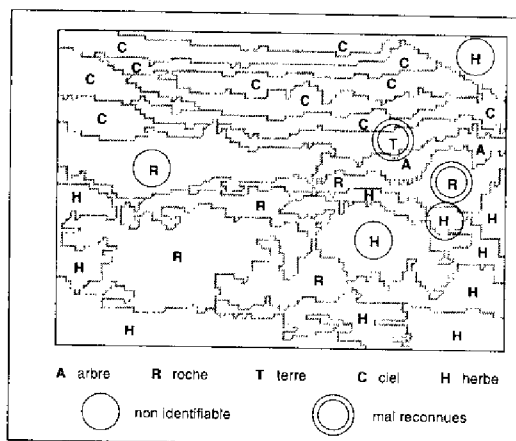 C C H
C C C
C C
C C C
T A
A
R R R
H R H
H H
R H
H R H
H
H H H
A arbre R roche T terre C ciel H herbe
non identifiable mal reconnues